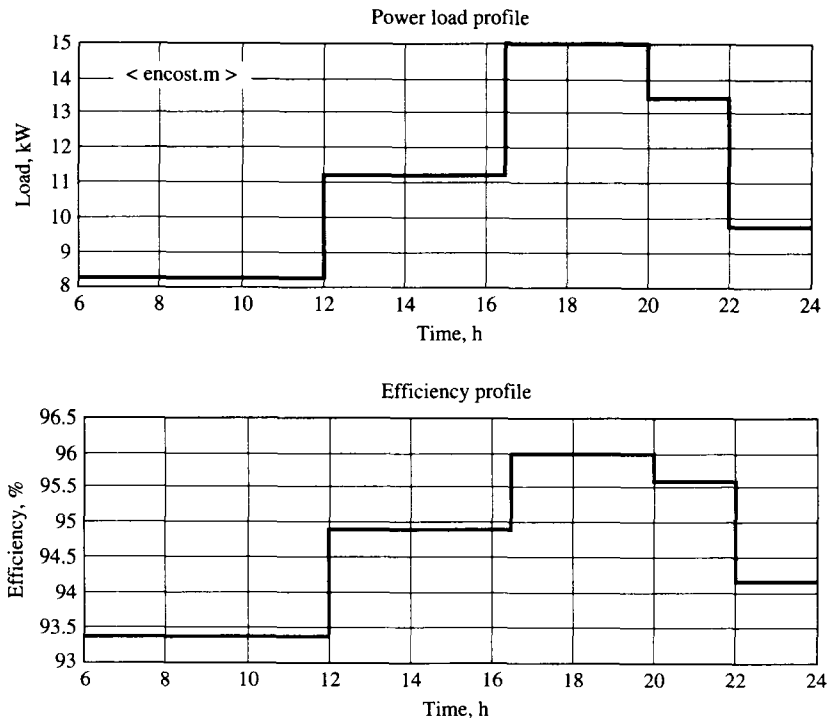 Power load profile
15
14
13
12
11
10
9
8
Load, kW
< encost.m >
6 8 10 12 14 16 18 20 22 24
Time, h
Efficiency profile
96.5
96
95.5
95
94.5
94
93.5
93
Efficiency, %
6 8 10 12 14 16 18 20 22 24
Time, h